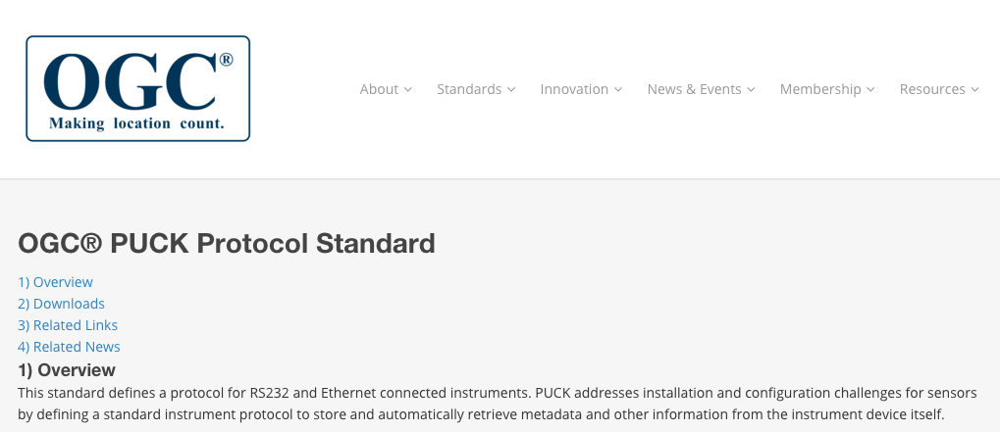 OGC®
Making location count.
About
Standards
Innovation
News & Events
Membership
Resources
OGC® PUCK Protocol Standard
1) Overview
2) Downloads
3) Related Links
4) Related News
1) Overview
This standard defines a protocol for RS232 and Ethernet connected instruments. PUCK addresses installation and configuration challenges for sensors
by defining a standard instrument protocol to store and automatically retrieve metadata and other information from the instrument device itself.